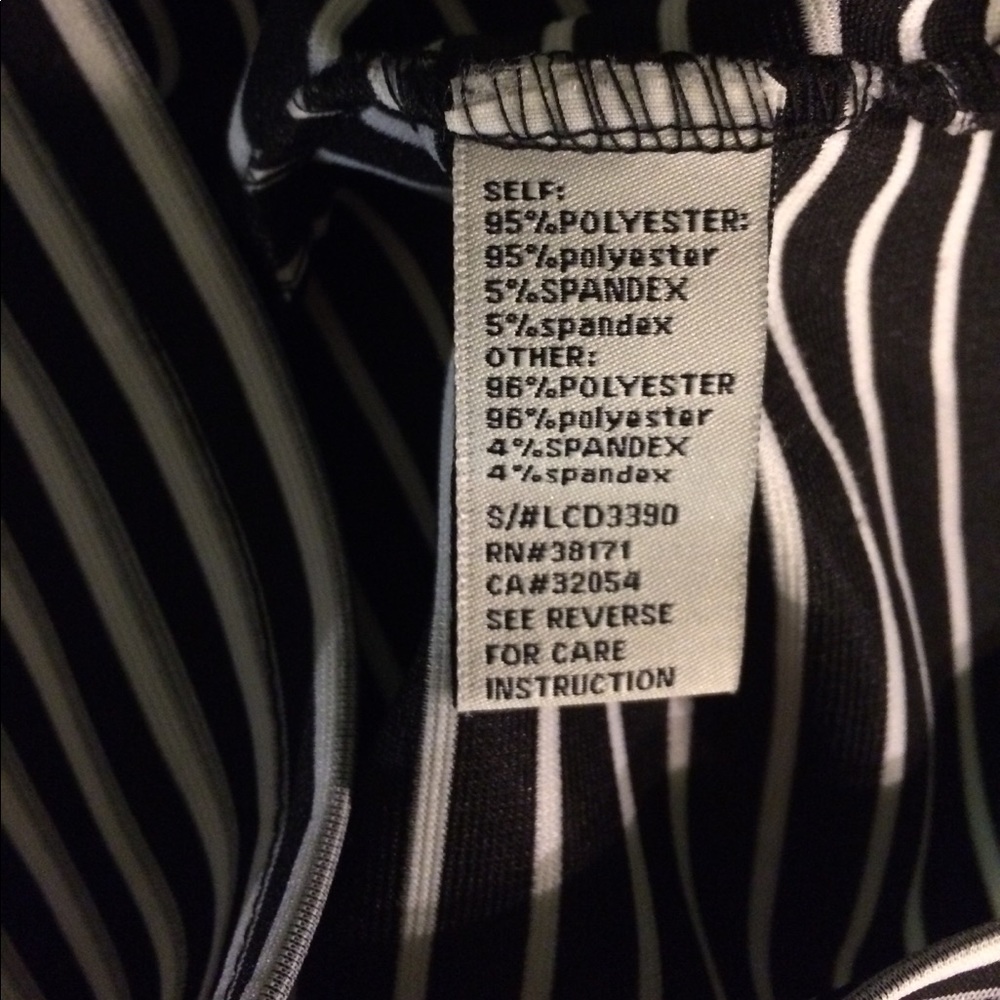 SELF:
95%POLYESTER:
95%polyester
5%SPANDEX
5%spandex
OTHER:
96%POLYESTER
96%polyester
4%SPANDEX
4%spandex
S/#LCD3390
RN#38171
CA#32054
SEE REVERSE
FOR CARE
INSTRUCTION